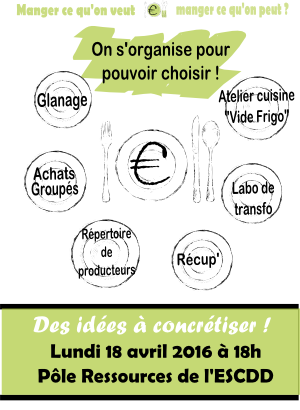 Manger ce qu'on veut € manger ce qu'on peut ?
On s'organise pour
pouvoir choisir !
Glanage
Atelier cuisine
"Vide Frigo"
€
Achats
Groupés
Labo de
transfo
Répertoire
de
producteurs
Récup'
Des idées à concrétiser !
Lundi 18 avril 2016 à 18h
Pôle Ressources de l'ESCDD